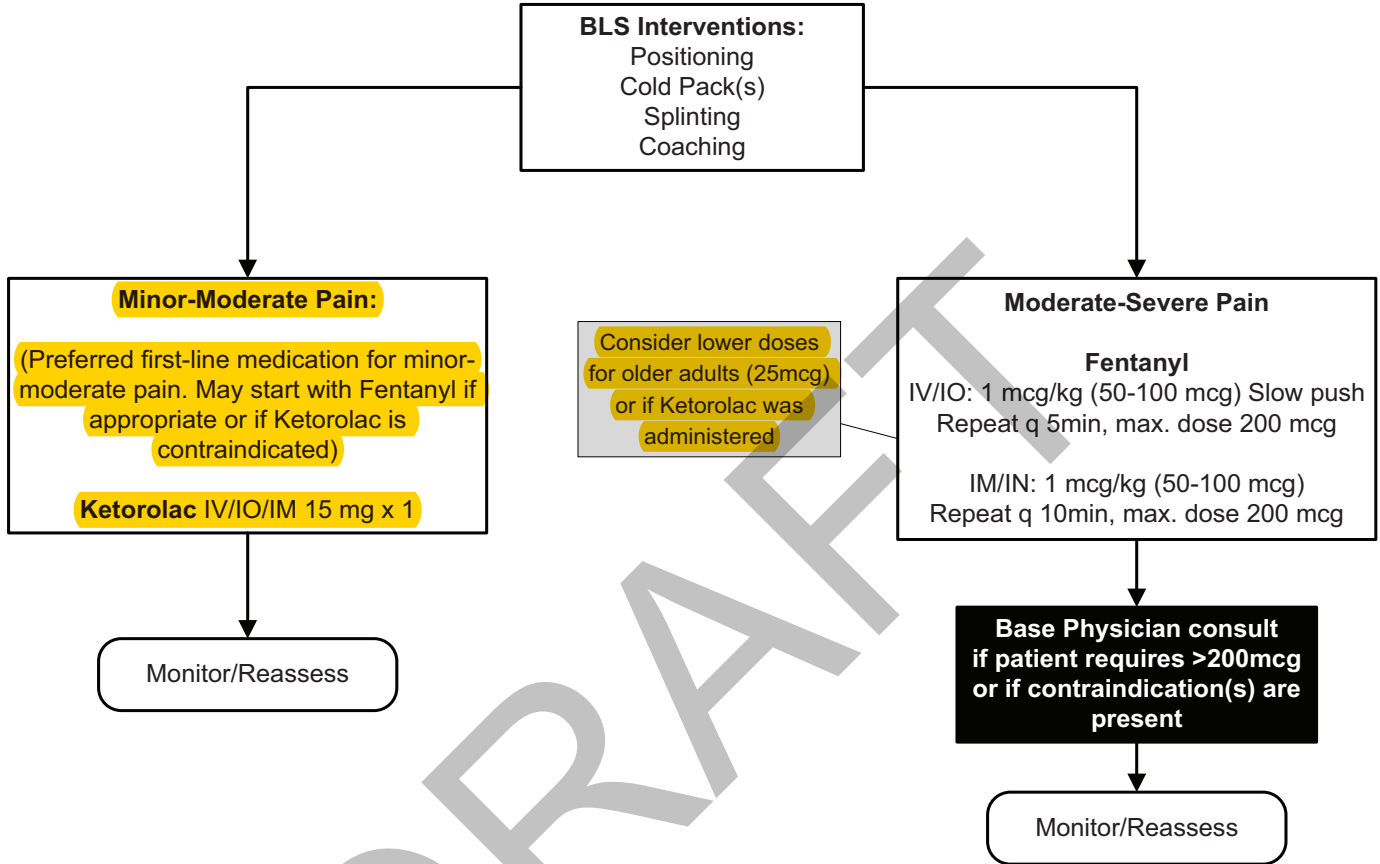 BLS Interventions:
Positioning
Cold Pack(s)
Splinting
Coaching
Minor-Moderate Pain:
(Preferred first-line medication for minor-
moderate pain. May start with Fentanyl if
appropriate or if Ketorolac is
contraindicated)
Ketorolac IV/IO/IM 15 mg x 1
Monitor/Reassess
Consider lower doses
for older adults (25mcg)
or if Ketorolac was
administered
Moderate-Severe Pain
Fentanyl
IV/IO: 1 mcg/kg (50-100 mcg) Slow push
Repeat q 5min, max. dose 200 mcg
IM/IN: 1 mcg/kg (50-100 mcg)
Repeat q 10min, max. dose 200 mcg
Base Physician consult
if patient requires >200mcg
or if contraindication(s) are
present
Monitor/Reassess
DRAFT